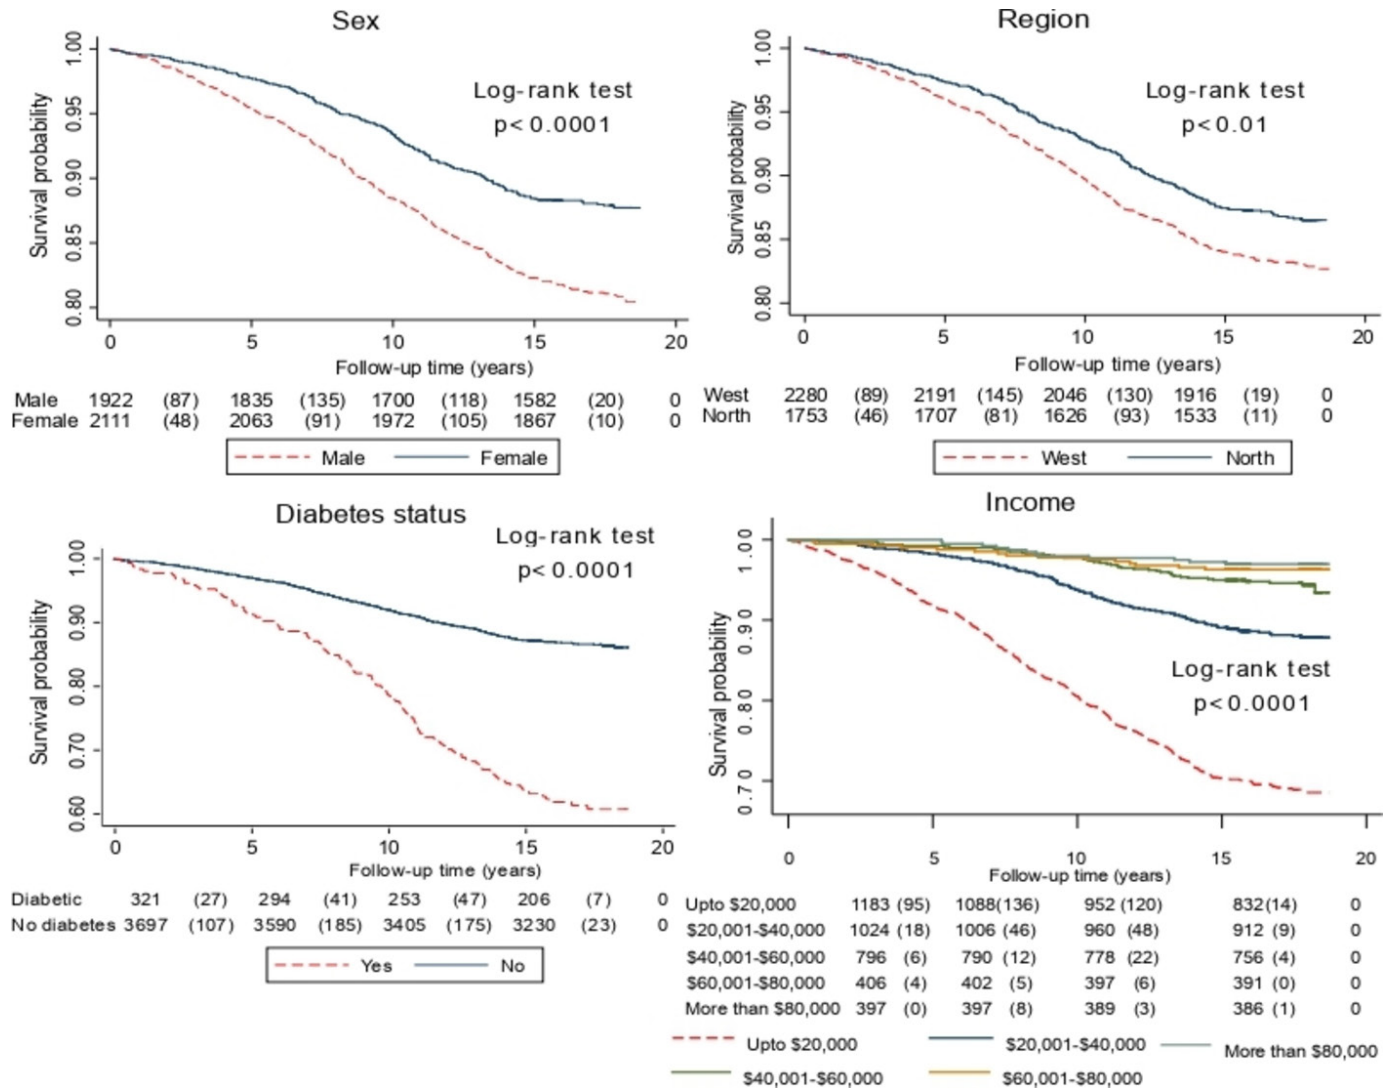 Sex
Survival probability
1.00
0.95
0.90
0.85
0.80
Log-rank test
p<0.0001
0 5 10 15 20
Follow-up time (years)
Male 1922 (87) 1835 (135) 1700 (118) 1582 (20) 0
Female 2111 (48) 2063 (91) 1972 (105) 1867 (10) 0
Male Female
Region
Survival probability
1.00
0.95
0.90
0.85
0.80
Log-rank test
p<0.01
0 5 10 15 20
Follow-up time (years)
West 2280 (89) 2191 (145) 2046 (130) 1916 (19) 0
North 1753 (46) 1707 (81) 1626 (93) 1533 (11) 0
West North
Diabetes status
Survival probability
1.00
0.90
0.80
0.70
0.60
Log-rank test
p<0.0001
0 5 10 15 20
Follow-up time (years)
Diabetic 321 (27) 294 (41) 253 (47) 206 (7) 0
No diabetes 3697 (107) 3590 (185) 3405 (175) 3230 (23) 0
Yes No
Income
Survival probability
1.00
0.90
0.80
0.70
Log-rank test
p<0.0001
0 5 10 15 20
Follow-up time (years)
Upto $20,000 1183 (95) 1088(136) 952 (120) 832(14) 0
$20,001-$40,000 1024 (18) 1006 (46) 960 (48) 912 (9) 0
$40,001-$60,000 796 (6) 790 (12) 778 (22) 756 (4) 0
$60,001-$80,000 406 (4) 402 (5) 397 (6) 391 (0) 0
More than $80,000 397 (0) 397 (8) 389 (3) 386 (1) 0
Upto $20,000 $20,001-$40,000 More than $80,000
$40,001-$60,000 $60,001-$80,000